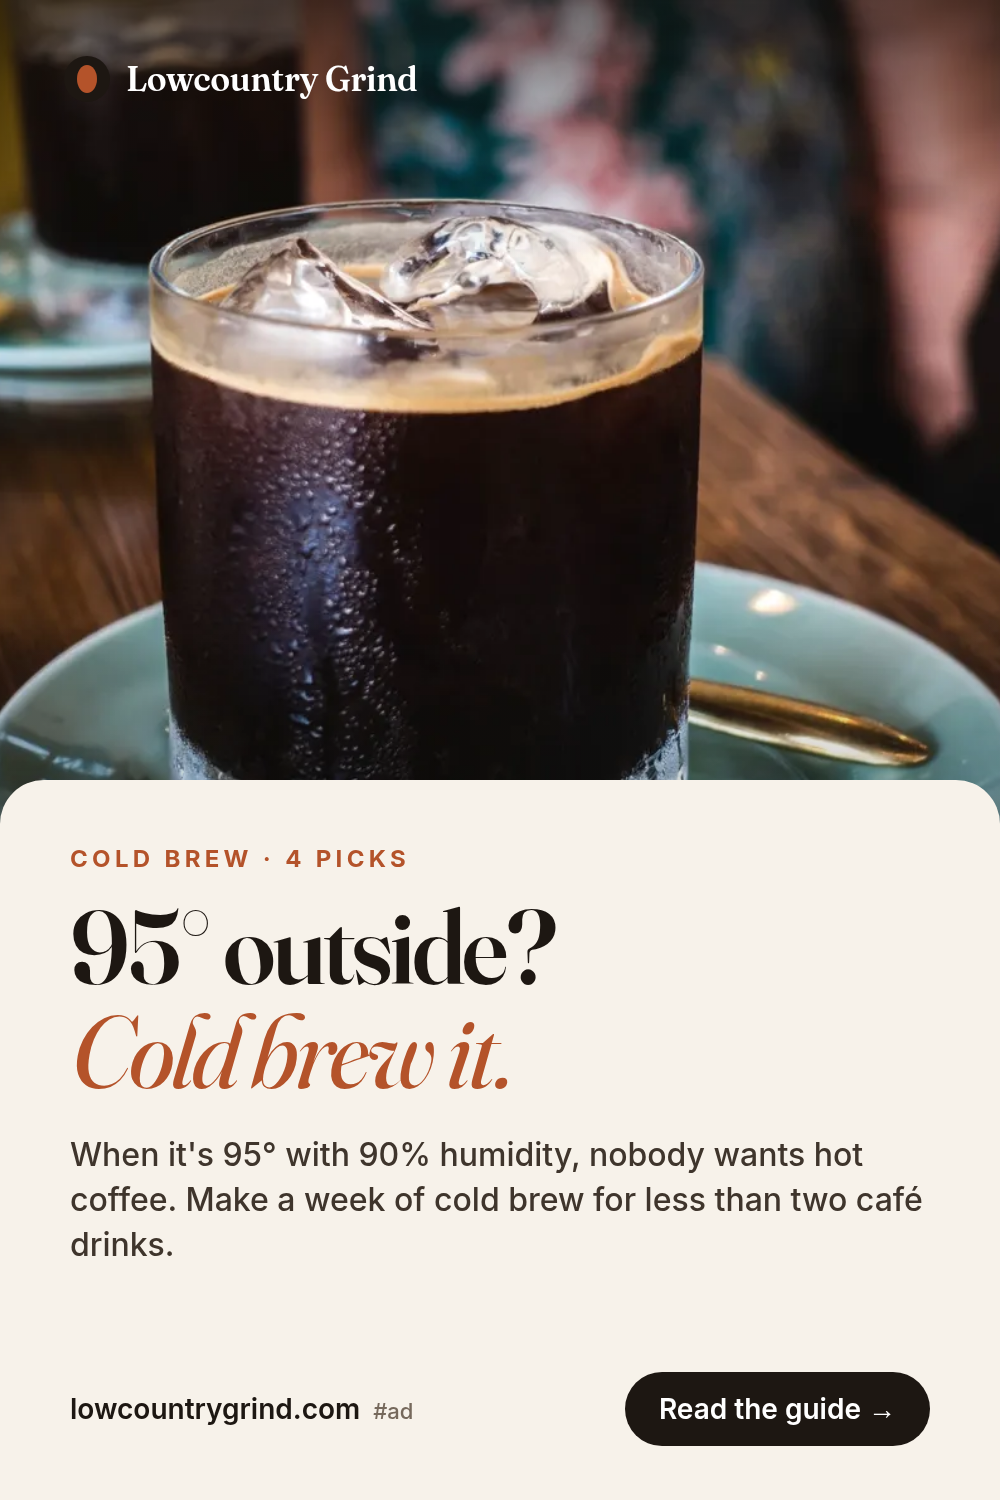 Lowcountry Grind
COLD BREW · 4 PICKS
95° outside?
Cold brew it.
When it's 95° with 90% humidity, nobody wants hot
coffee. Make a week of cold brew for less than two café
drinks.
lowcountrygrind.com #ad
Read the guide →